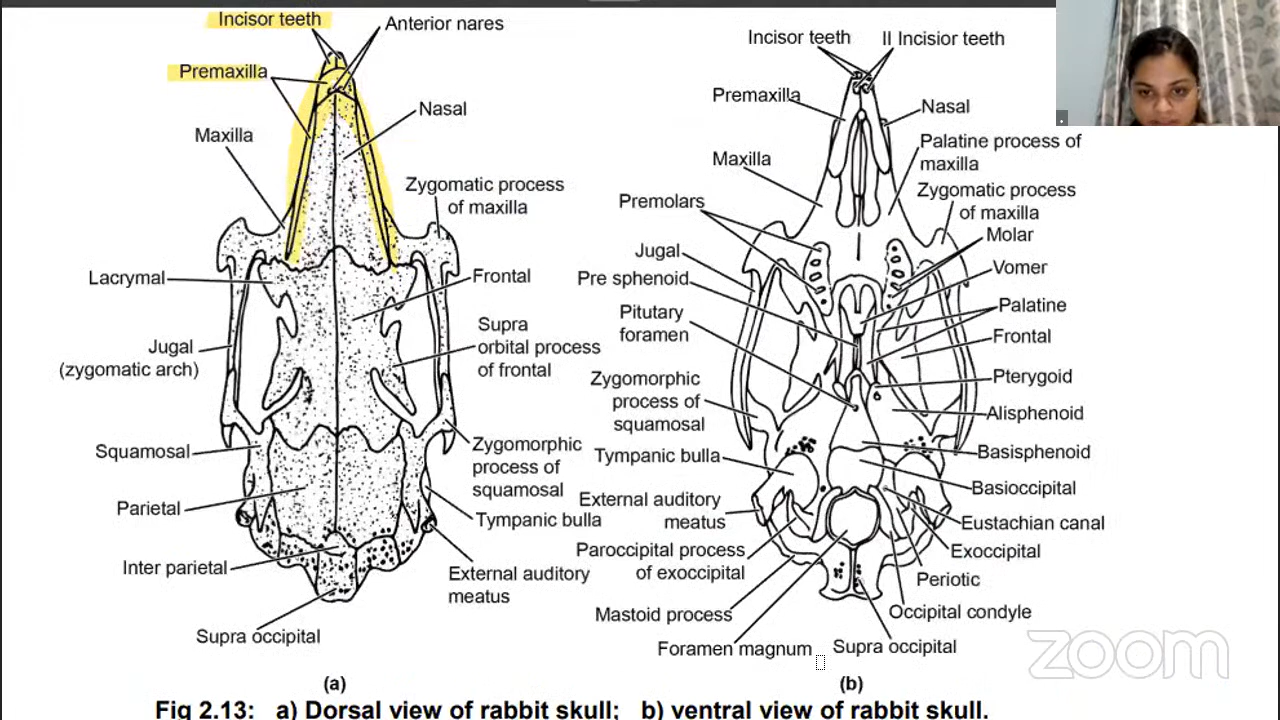 Incisor teeth
Anterior nares
Premaxilla
Nasal
Maxilla
Zygomatic process
of maxilla
Lacrymal
Frontal
Supra
orbital process
of frontal
Jugal
(zygomatic arch)
Squamosal
Zygomorphic
process of
squamosal
Parietal
Tympanic bulla
Inter parietal
External auditory
meatus
Supra occipital
(a)
Incisor teeth
II Incisior teeth
Premaxilla
Nasal
Maxilla
Palatine process of
maxilla
Premolars
Zygomatic process
of maxilla
Molar
Jugal
Vomer
Pre sphenoid
Palatine
Pitutary
foramen
Frontal
Zygomorphic
process of
squamosal
Pterygoid
Alisphenoid
Basisphenoid
Tympanic bulla
Basioccipital
External auditory
meatus
Eustachian canal
Exoccipital
Paroccipital process
of exoccipital
Periotic
Mastoid process
Occipital condyle
Foramen magnum
Supra occipital
(b)
zoom
Fig 2.13: a) Dorsal view of rabbit skull; b) ventral view of rabbit skull.